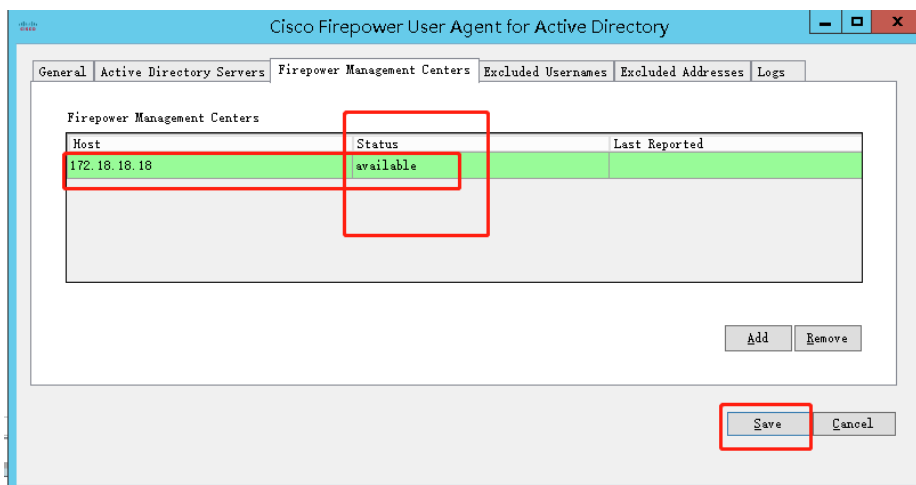 Cisco Firepower User Agent for Active Directory
General Active Directory Servers Firepower Management Centers Excluded Usernames Excluded Addresses Logs
Firepower Management Centers
Host Status Last Reported
172.18.18.18 available
Add Remove
Save Cancel